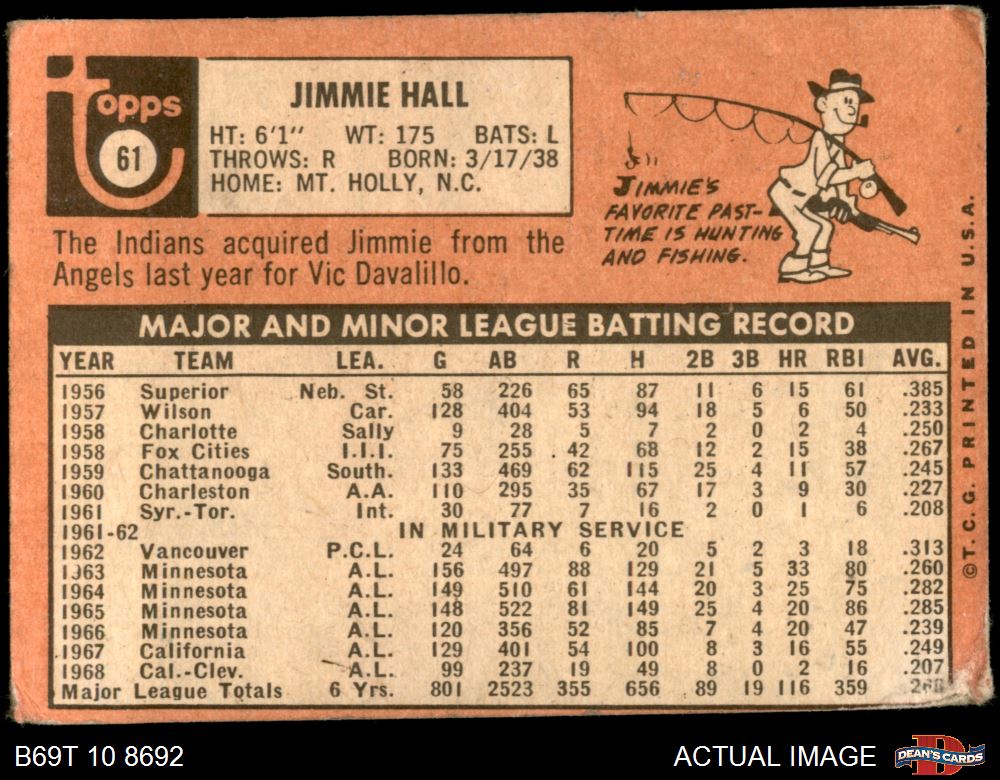 Topps
61
JIMMIE HALL
HT: 6'1" WT: 175 BATS: L
THROWS: R BORN: 3/17/38
HOME: MT. HOLLY, N.C.
The Indians acquired Jimmie from the
Angels last year for Vic Davalillo.
JIMMIE'S
FAVORITE PAST-
TIME IS HUNTING
AND FISHING.
MAJOR AND MINOR LEAGUE BATTING RECORD
YEAR TEAM LEA. G AB R H 2B 3B HR RBI AVG.
1956 Superior Neb. St. 58 226 65 87 11 6 15 61 .385
1957 Wilson Car. 128 404 53 94 18 5 6 50 .233
1958 Charlotte Sally 9 28 5 7 2 0 2 4 .250
1958 Fox Cities I.I.I. 75 255 42 68 12 2 15 38 .267
1959 Chattanooga South. 133 469 62 115 25 4 11 57 .245
1960 Charleston A.A. 110 295 35 67 17 3 9 30 .227
1961 Syr.-Tor. Int. 30 77 7 16 2 0 1 6 .208
1961-62 IN MILITARY SERVICE
1962 Vancouver P.C.L. 24 64 6 20 5 2 3 18 .313
1963 Minnesota A.L. 156 497 88 129 21 5 33 80 .260
1964 Minnesota A.L. 149 510 61 144 20 3 25 75 .282
1965 Minnesota A.L. 148 522 81 149 25 4 20 86 .285
1966 Minnesota A.L. 120 356 52 85 7 4 20 47 .239
1967 California A.L. 129 401 54 100 8 3 16 55 .249
1968 Cal.-Clev. A.L. 99 237 19 49 8 0 2 16 .207
Major League Totals 6 Yrs. 801 2523 355 656 89 19 116 359
©T.C.G. PRINTED IN U.S.A.
B69T 10 8692
ACTUAL IMAGE
D
DEAN'S CARDS